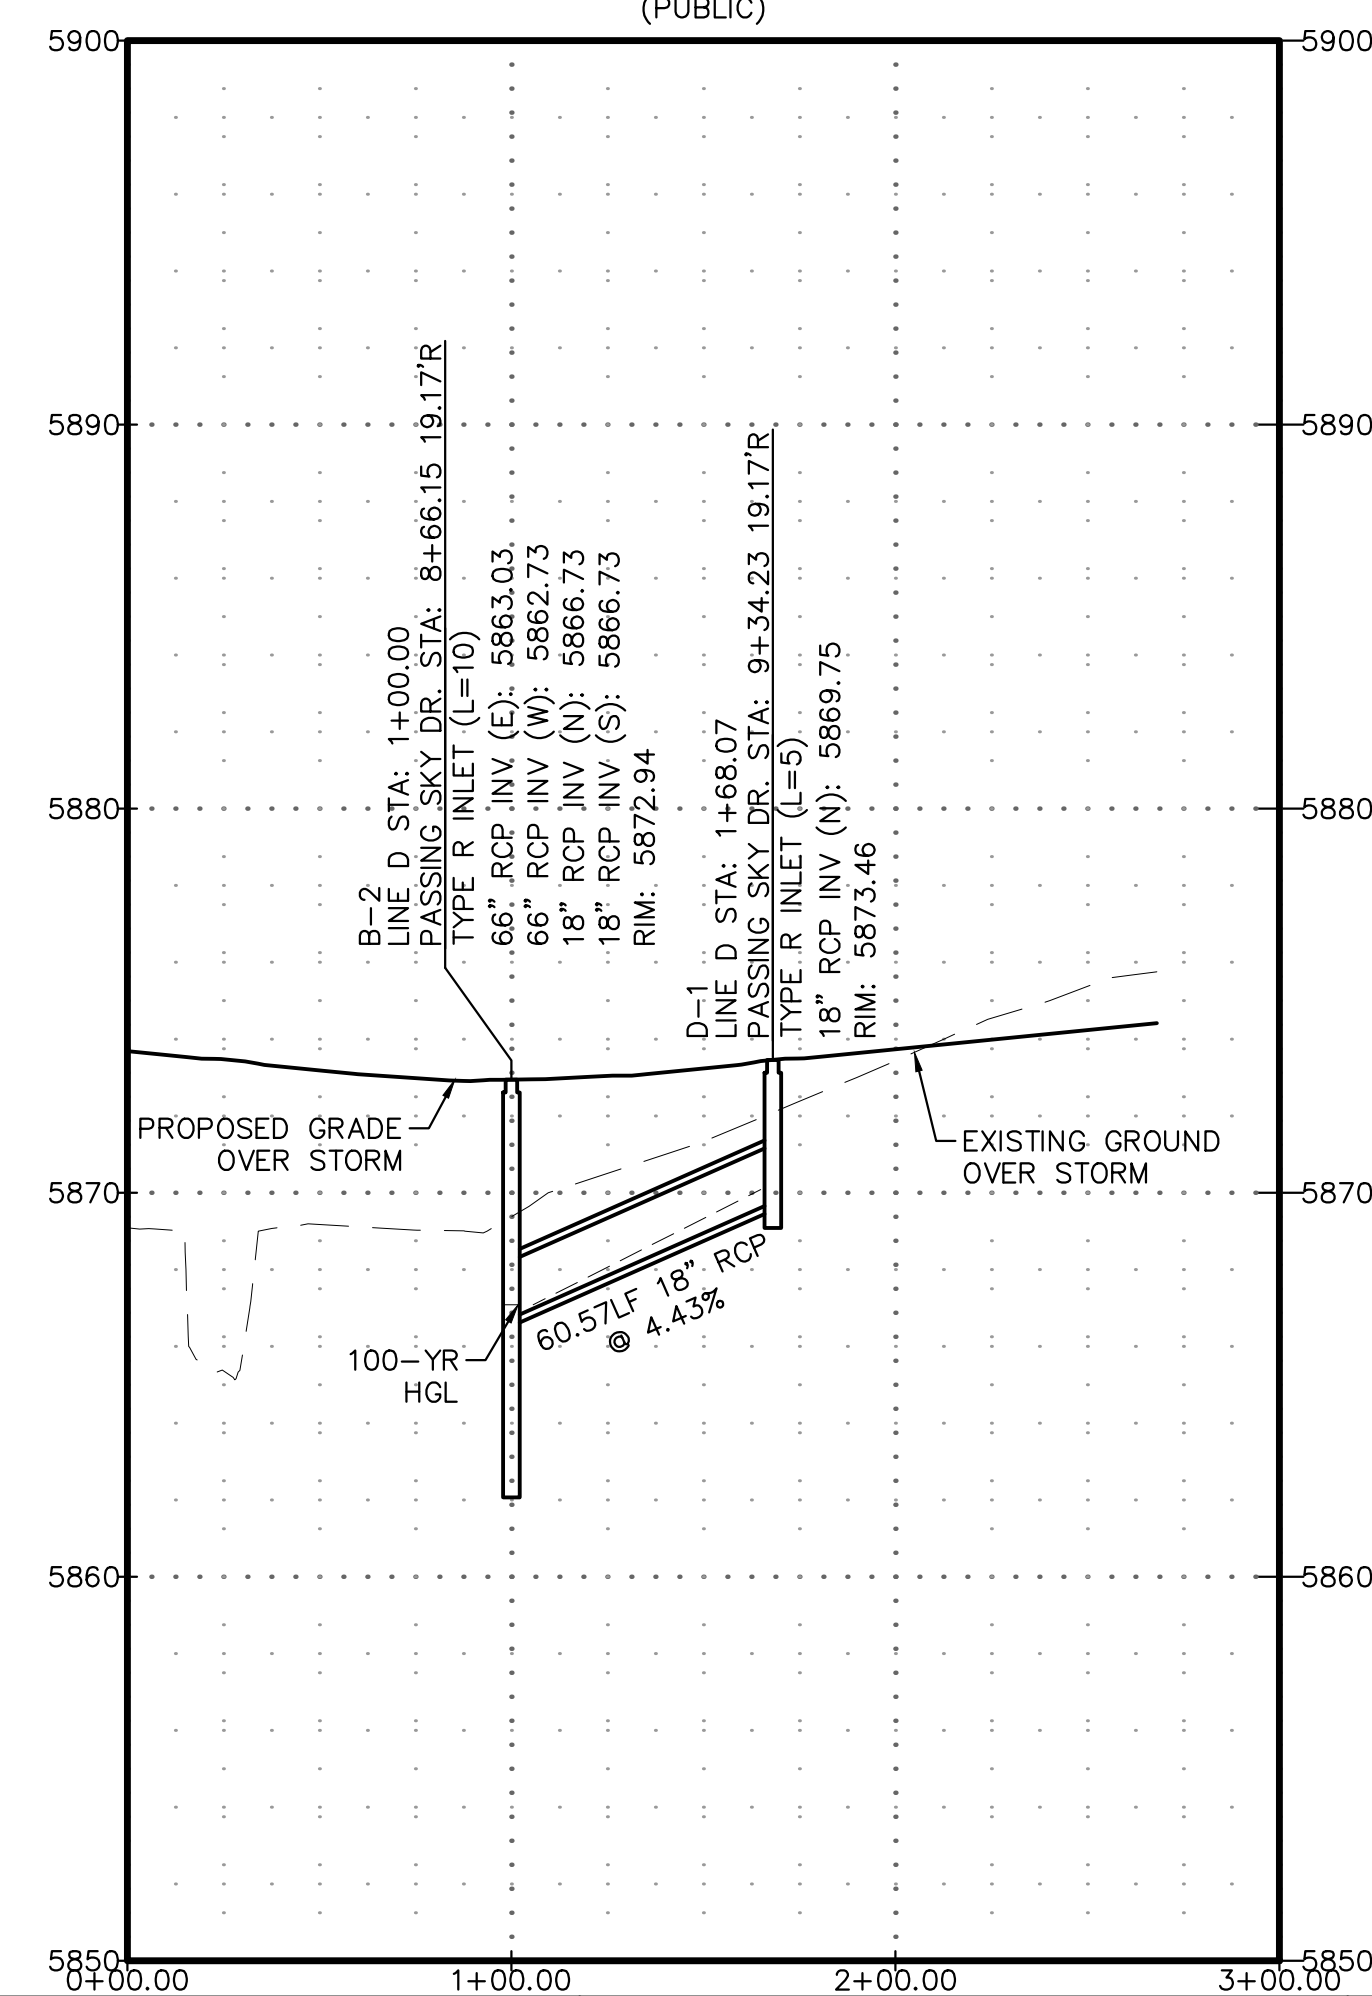 (PUBLIC)
5900
5900
5890
5890
5880
5880
5870
5870
5860
5860
5850
5850
B-2
LINE D STA: 1+00.00
PASSING SKY DR. STA: 8+66.15 19.17'R
TYPE R INLET (L=10)
66" RCP INV (E): 5863.03
66" RCP INV (W): 5862.73
18" RCP INV (N): 5866.73
18" RCP INV (S): 5866.73
RIM: 5872.94
D-1
LINE D STA: 1+68.07
PASSING SKY DR. STA: 9+34.23 19.17'R
TYPE R INLET (L=5)
18" RCP INV (N): 5869.75
RIM: 5873.46
PROPOSED GRADE
OVER STORM
EXISTING GROUND
OVER STORM
60.57LF 18" RCP
@ 4.43%
100-YR
HGL
0+00.00
1+00.00
2+00.00
3+00.00